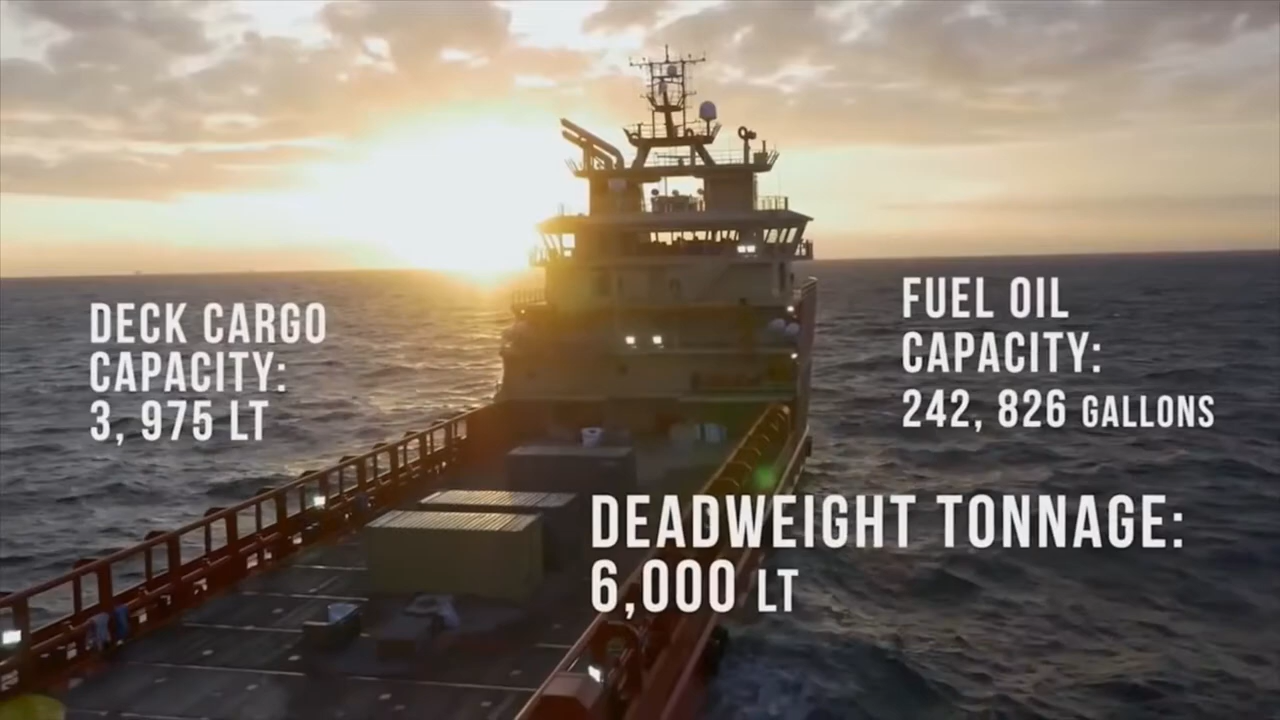 DECK CARGO
CAPACITY:
3, 975 LT
FUEL OIL
CAPACITY:
242, 826 GALLONS
DEADWEIGHT TONNAGE:
6,000 LT